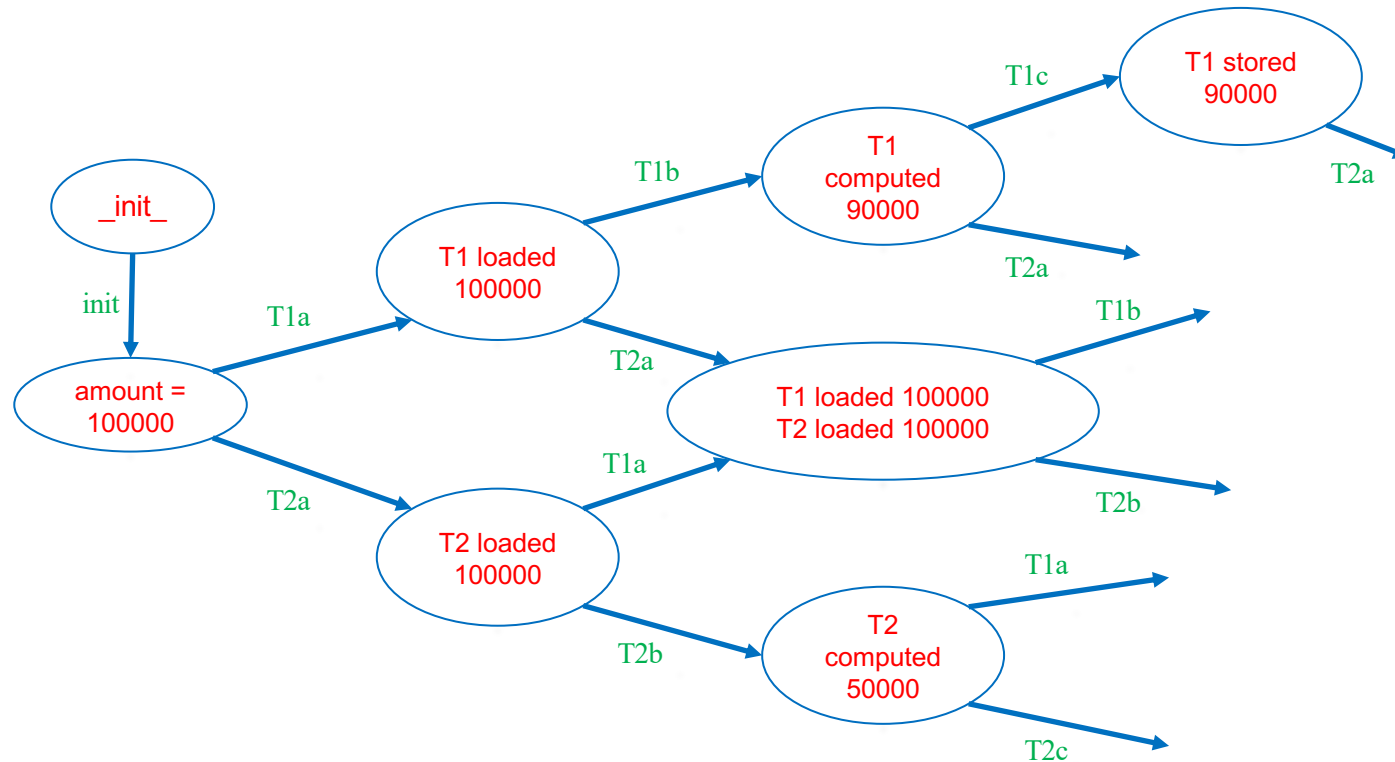 T1 stored
90000
T1c
T2a
T1
computed
90000
T1b
T2a
_init_
init
T1 loaded
100000
T1a
T2a
T1b
amount =
100000
T1 loaded 100000
T2 loaded 100000
T1a
T2b
T2a
T2 loaded
100000
T2b
T1a
T2
computed
50000
T2c